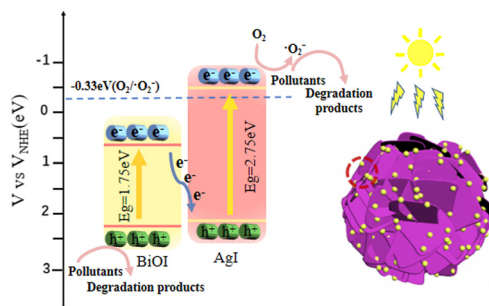 V vs V_NHE(eV)
-1
0
1
2
3
-0.33eV(O₂/·O₂⁻)
O₂
·O₂⁻
Pollutants
Degradation
products
e⁻ e⁻ e⁻
e⁻ e⁻ e⁻
Eg=1.75eV
e⁻
e⁻
e⁻
Eg=2.75eV
h⁺ h⁺ h⁺
h⁺ h⁺ h⁺
BiOI
AgI
Pollutants
Degradation products